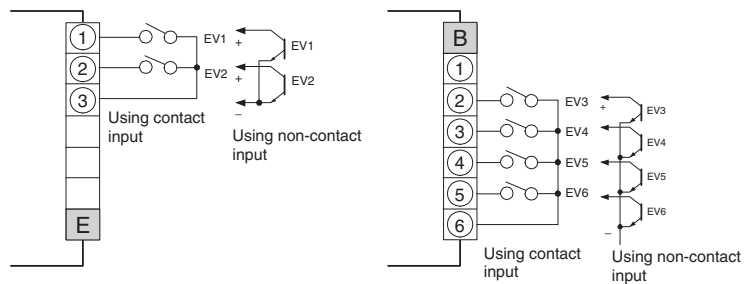 1
EV1
+
EV1
2
EV2
+
EV2
3
–
Using contact
input
Using non-contact
input
E
B
1
2
EV3
+
EV3
3
EV4
EV4
4
EV5
EV5
5
EV6
EV6
6
–
Using contact
input
Using non-contact
input